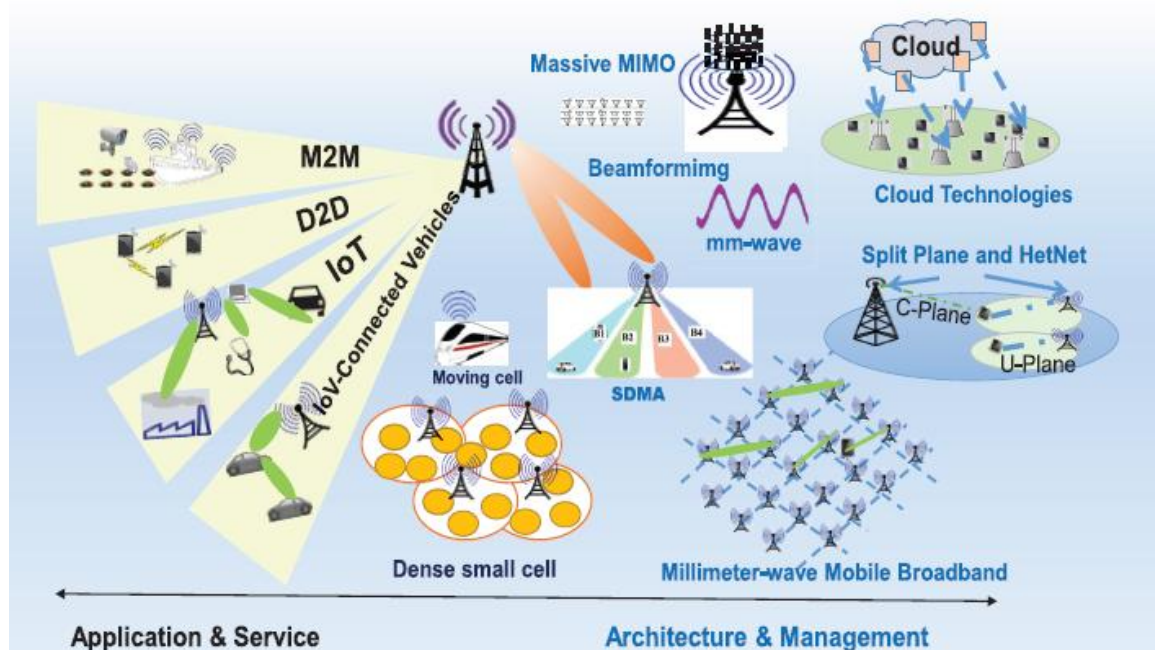 Massive MIMO
Cloud
M2M
D2D
IoT
IoV-Connected Vehicles
Beamformimg
mm-wave
Cloud Technologies
Split Plane and HetNet
C-Plane
U-Plane
Moving cell
B1
B2
B3
B4
SDMA
Dense small cell
Millimeter-wave Mobile Broadband
Application & Service
Architecture & Management